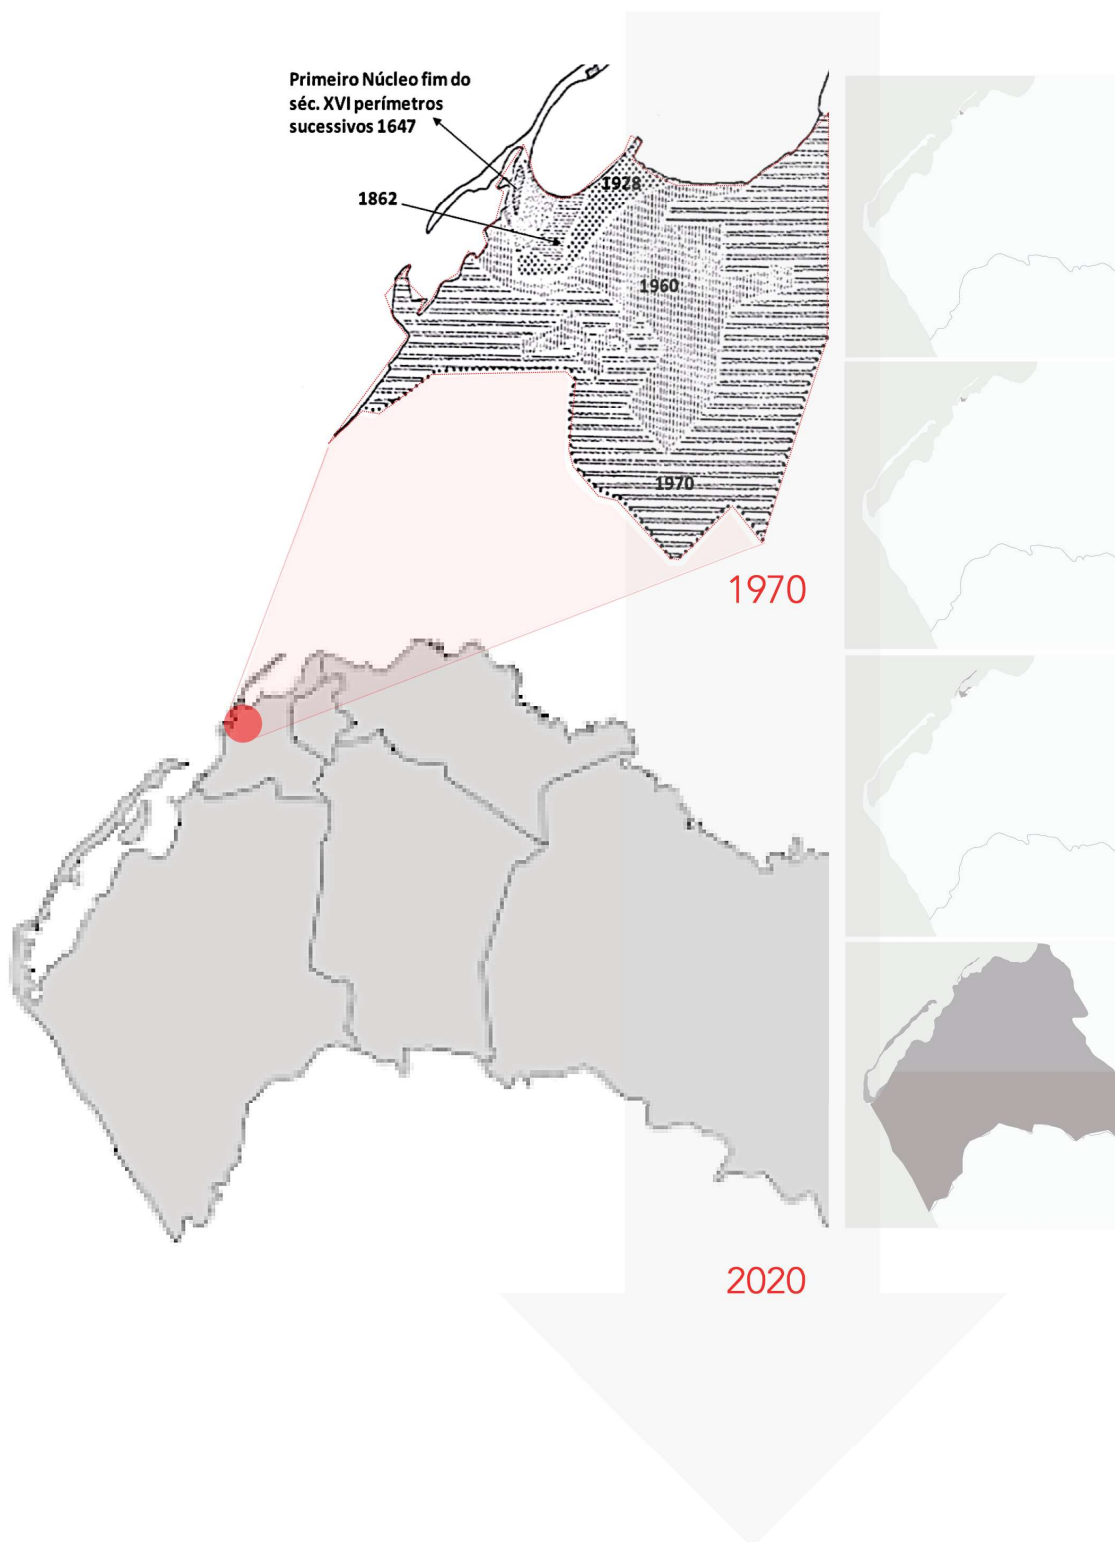 Primeiro Núcleo fim do
séc. XVI perímetros
sucessivos 1647
1928
1862
1960
1970
1970
2020